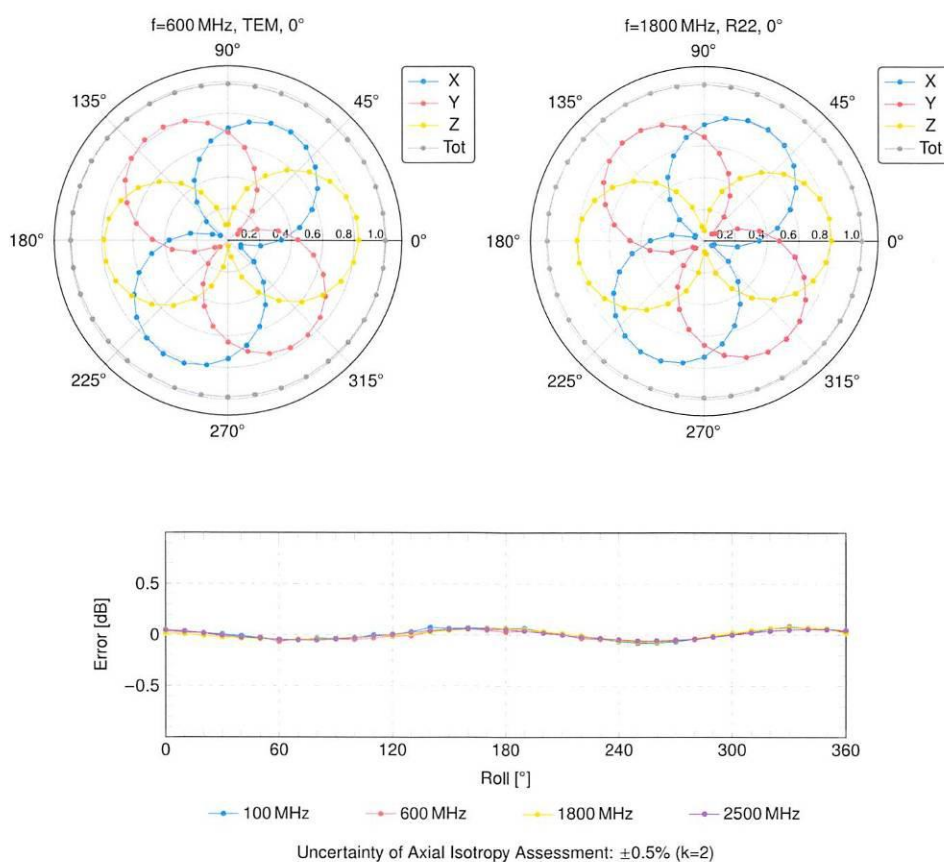 f=600 MHz, TEM, 0°
f=1800 MHz, R22, 0°
90°
135°
45°
180°
0.2 0.4 0.6 0.8 1.0
0°
225°
315°
270°
X
Y
Z
Tot
90°
135°
45°
180°
0.2 0.4 0.6 0.8 1.0
0°
225°
315°
270°
X
Y
Z
Tot
Error [dB]
0.5
0
−0.5
0 60 120 180 240 300 360
Roll [°]
100 MHz 600 MHz 1800 MHz 2500 MHz
Uncertainty of Axial Isotropy Assessment: ±0.5% (k=2)